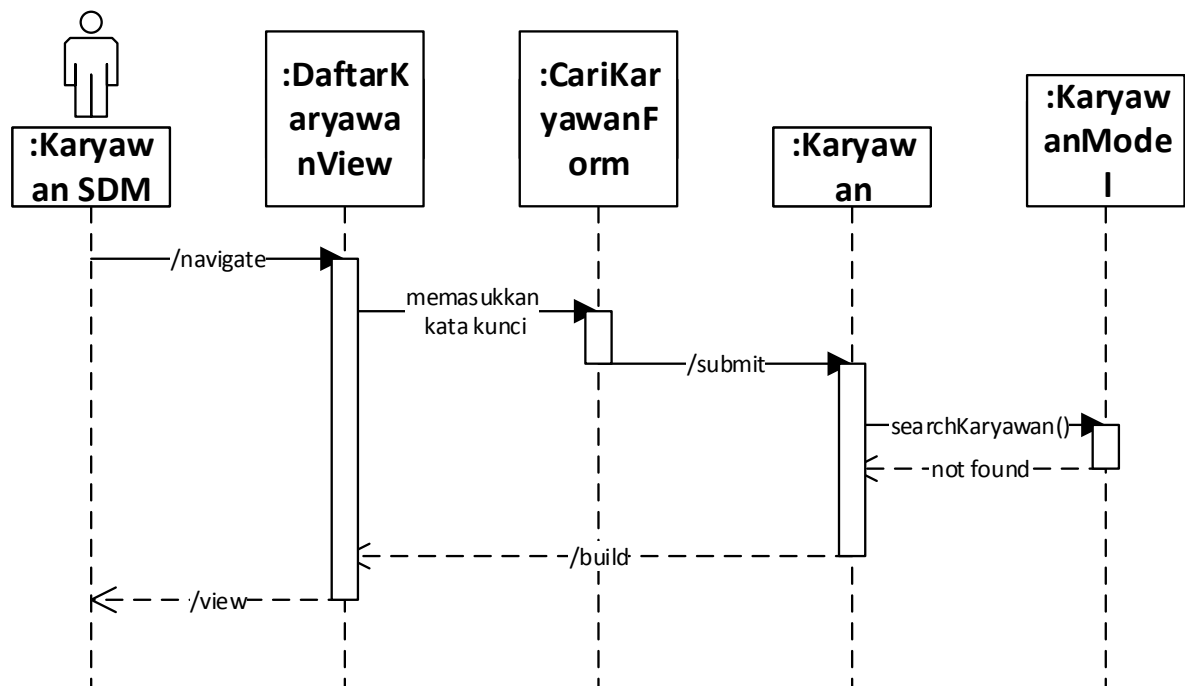 :DaftarK
aryawa
nView
:CariKar
yawanF
orm
:Karyaw
an SDM
:Karyaw
an
:Karyaw
anMode
l
/navigate
memasukkan
kata kunci
/submit
searchKaryawan()
not found
/build
/view